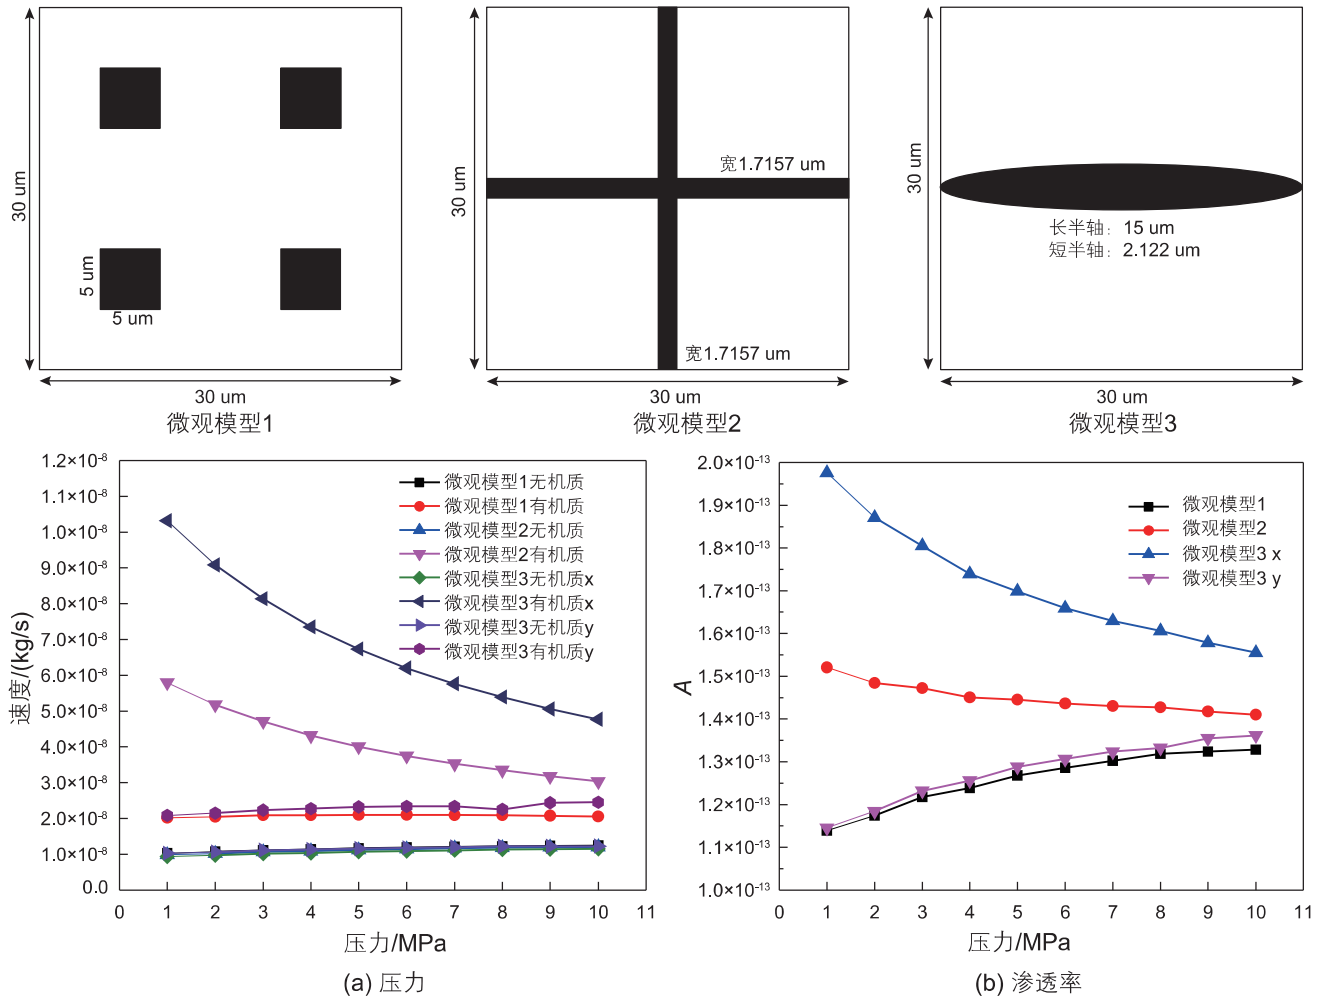 30 um
5 um
5 um
30 um
微观模型1
30 um
宽1.7157 um
宽1.7157 um
30 um
微观模型2
30 um
长半轴：15 um
短半轴：2.122 um
30 um
微观模型3
速度/(kg/s)
1.2×10⁻⁸
1.1×10⁻⁸
1.0×10⁻⁸
9.0×10⁻⁸
8.0×10⁻⁸
7.0×10⁻⁸
6.0×10⁻⁸
5.0×10⁻⁸
4.0×10⁻⁸
3.0×10⁻⁸
2.0×10⁻⁸
1.0×10⁻⁸
0.0
微观模型1无机质
微观模型1有机质
微观模型2无机质
微观模型2有机质
微观模型3无机质x
微观模型3有机质x
微观模型3无机质y
微观模型3有机质y
0 1 2 3 4 5 6 7 8 9 10 11
压力/MPa
(a) 压力
A
2.0×10⁻¹³
1.9×10⁻¹³
1.8×10⁻¹³
1.7×10⁻¹³
1.6×10⁻¹³
1.5×10⁻¹³
1.4×10⁻¹³
1.3×10⁻¹³
1.2×10⁻¹³
1.1×10⁻¹³
1.0×10⁻¹³
微观模型1
微观模型2
微观模型3 x
微观模型3 y
0 1 2 3 4 5 6 7 8 9 10 11
压力/MPa
(b) 渗透率